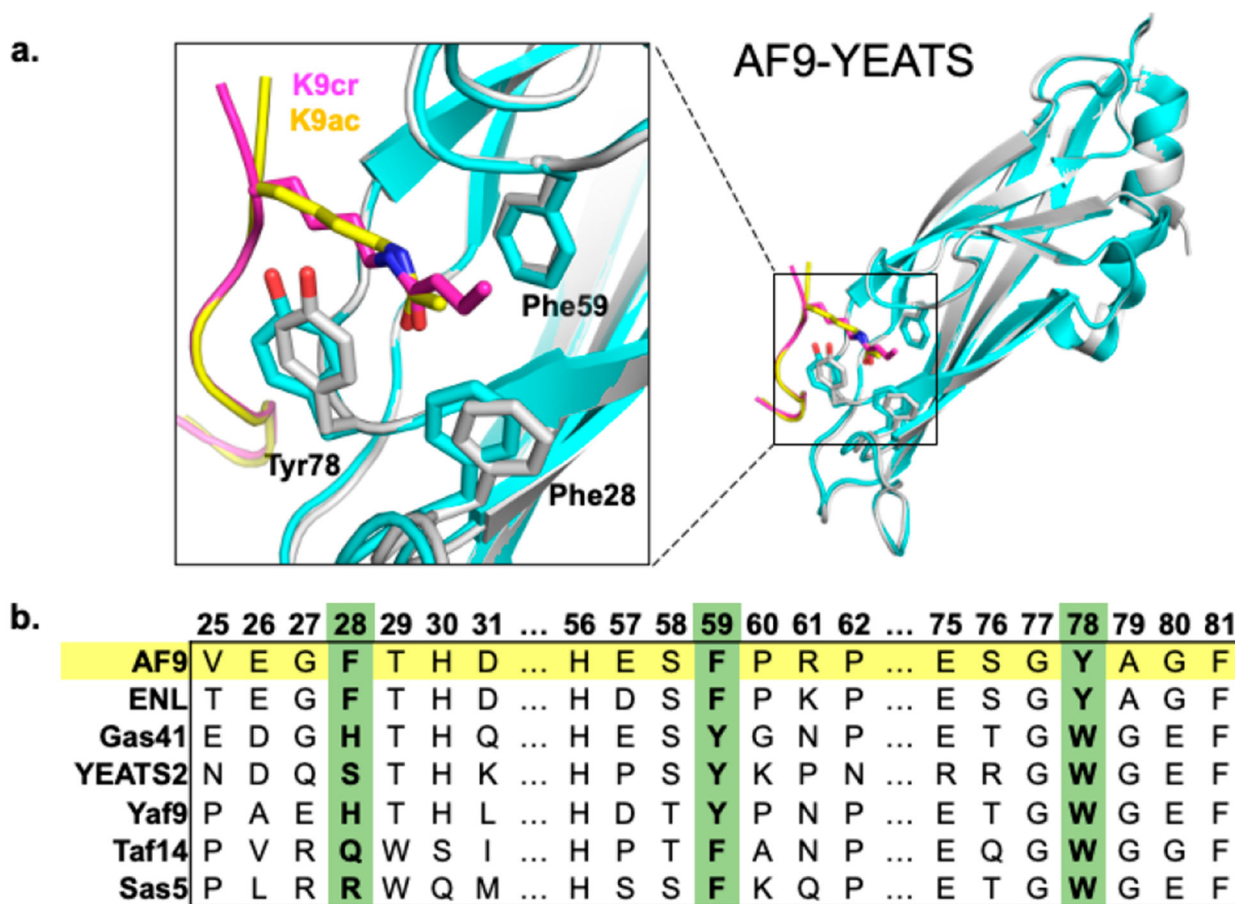 a.
AF9-YEATS
K9cr
K9ac
Phe59
Tyr78
Phe28
b.
25 26 27 28 29 30 31 ... 56 57 58 59 60 61 62 ... 75 76 77 78 79 80 81
AF9 V E G F T H D ... H E S F P R P ... E S G Y A G F
ENL T E G F T H D ... H D S F P K P ... E S G Y A G F
Gas41 E D G H T H Q ... H E S Y G N P ... E T G W G E F
YEATS2 N D Q S T H K ... H P S Y K P N ... R R G W G E F
Yaf9 P A E H T H L ... H D T Y P N P ... E T G W G E F
Taf14 P V R Q W S I ... H P T F A N P ... E Q G W G G F
Sas5 P L R R W Q M ... H S S F K Q P ... E T G W G E F